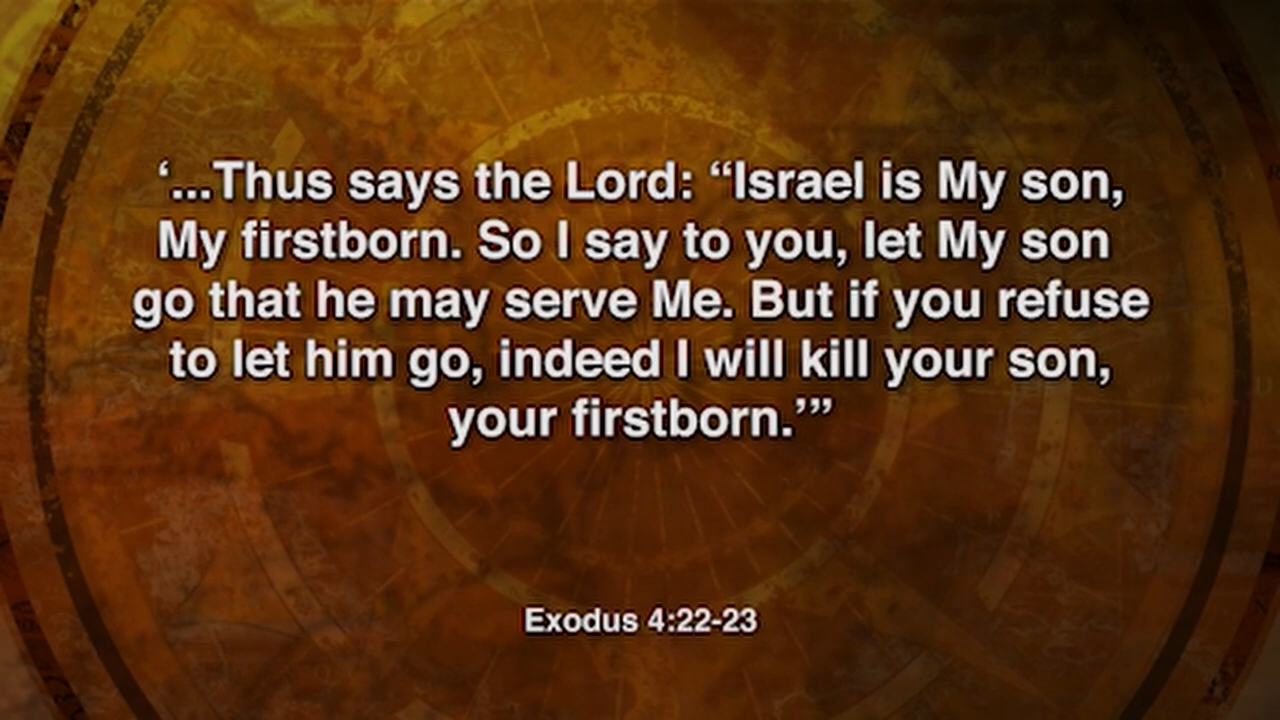 ‘...Thus says the Lord: “Israel is My son,
My firstborn. So I say to you, let My son
go that he may serve Me. But if you refuse
to let him go, indeed I will kill your son,
your firstborn.’”
Exodus 4:22-23